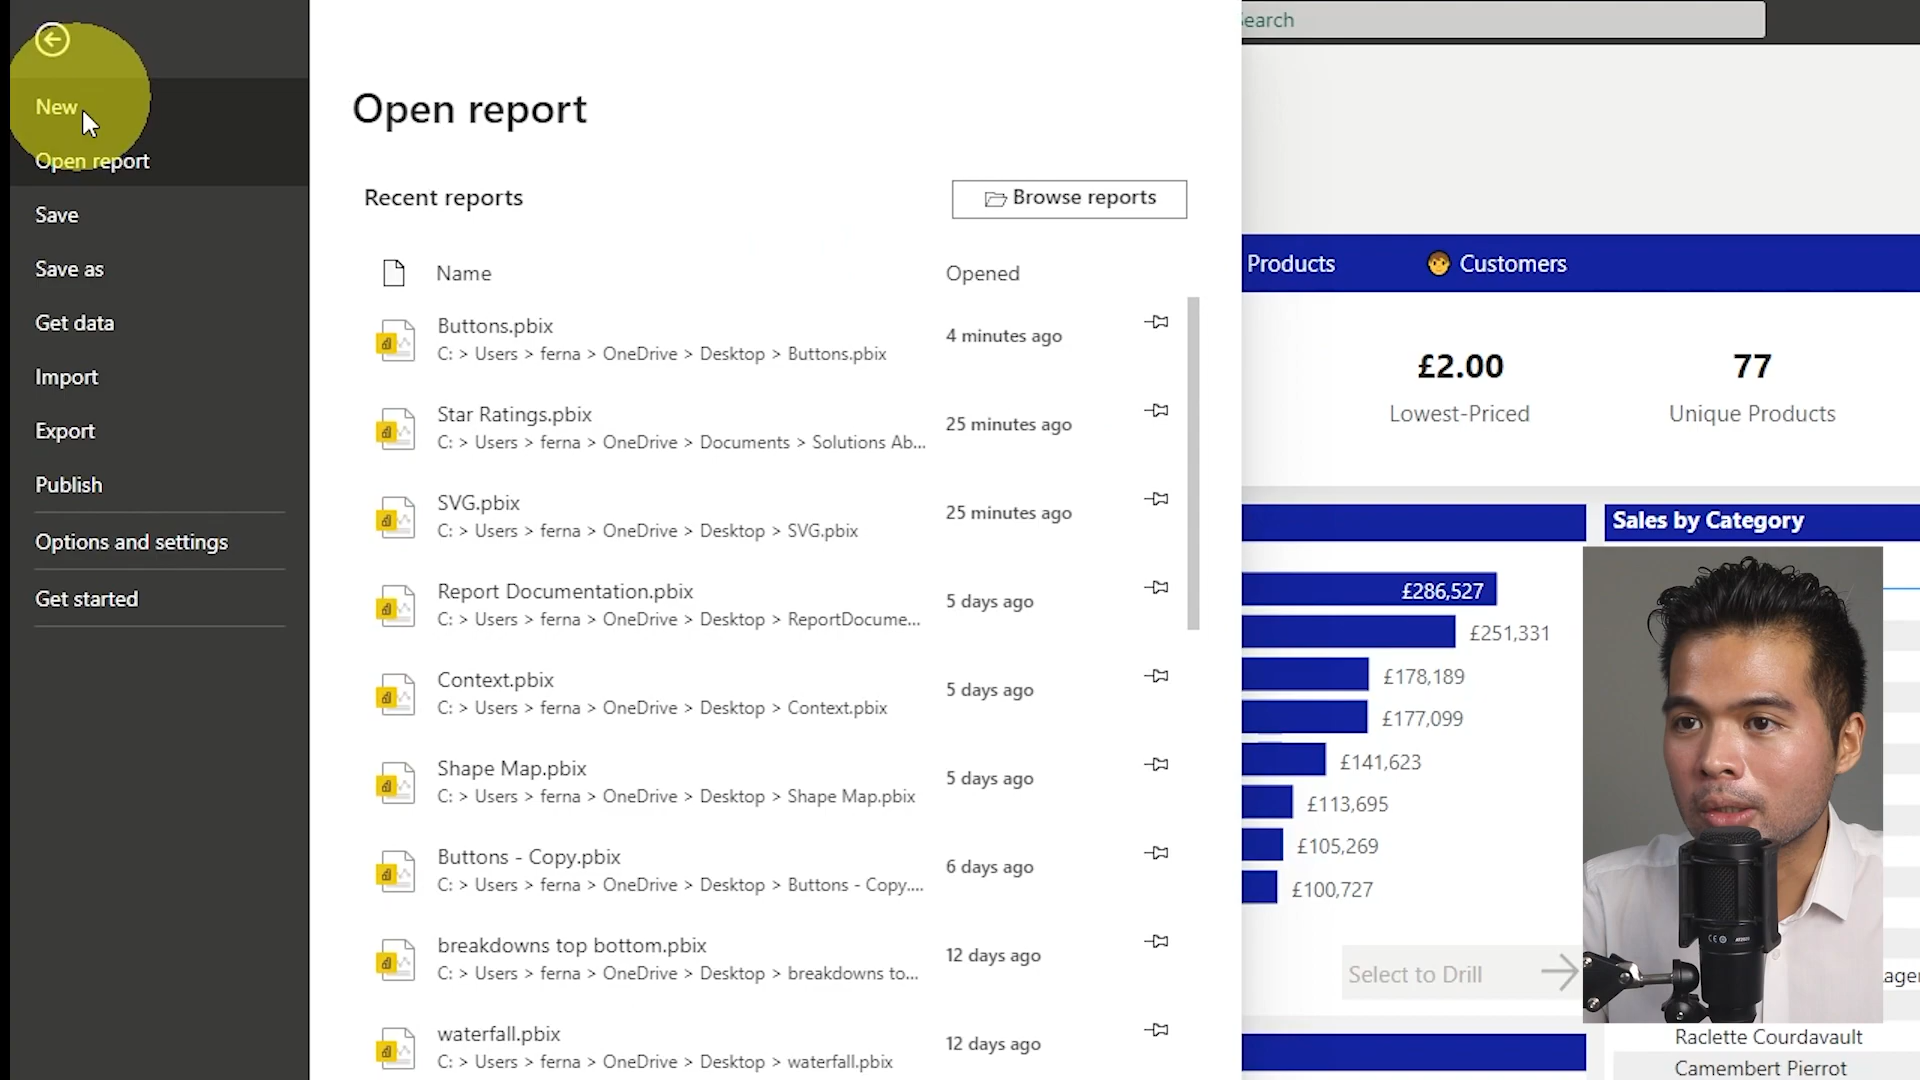 Search
New
Open report
Save
Save as
Get data
Import
Export
Publish
Options and settings
Get started
Open report
Recent reports
Browse reports
Name
Opened
Buttons.pbix
C: > Users > ferna > OneDrive > Desktop > Buttons.pbix
4 minutes ago
Star Ratings.pbix
C: > Users > ferna > OneDrive > Documents > Solutions Ab...
25 minutes ago
SVG.pbix
C: > Users > ferna > OneDrive > Desktop > SVG.pbix
25 minutes ago
Report Documentation.pbix
C: > Users > ferna > OneDrive > Desktop > ReportDocume...
5 days ago
Context.pbix
C: > Users > ferna > OneDrive > Desktop > Context.pbix
5 days ago
Shape Map.pbix
C: > Users > ferna > OneDrive > Desktop > Shape Map.pbix
5 days ago
Buttons - Copy.pbix
C: > Users > ferna > OneDrive > Desktop > Buttons - Copy....
6 days ago
breakdowns top bottom.pbix
C: > Users > ferna > OneDrive > Desktop > breakdowns to...
12 days ago
waterfall.pbix
C: > Users > ferna > OneDrive > Desktop > waterfall.pbix
12 days ago
Products
Customers
£2.00
Lowest-Priced
77
Unique Products
Sales by Category
£286,527
£251,331
£178,189
£177,099
£141,623
£113,695
£105,269
£100,727
Select to Drill
Raclette Courdavault
Camembert Pierrot